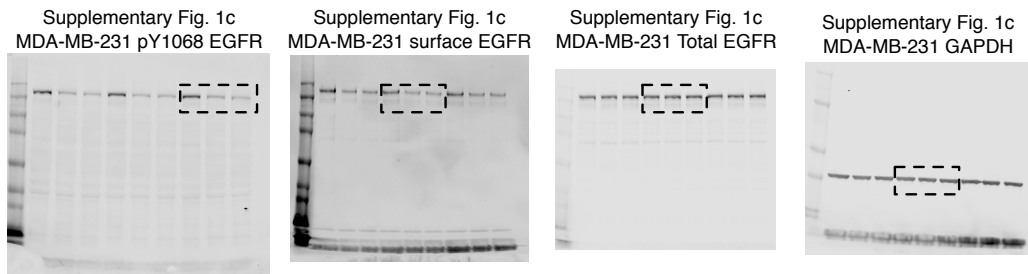 Supplementary Fig. 1c
MDA-MB-231 pY1068 EGFR
Supplementary Fig. 1c
MDA-MB-231 surface EGFR
Supplementary Fig. 1c
MDA-MB-231 Total EGFR
Supplementary Fig. 1c
MDA-MB-231 GAPDH